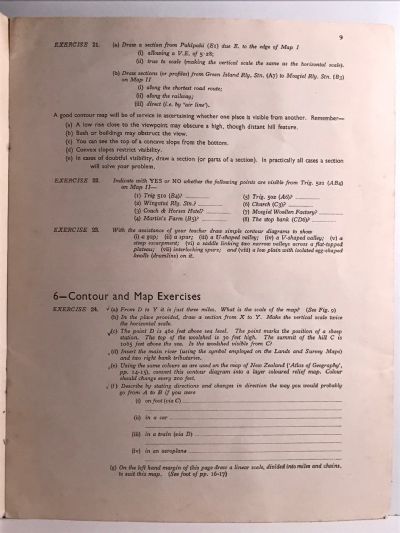 9
EXERCISE 21. (a) Draw a section from Puhipuhi (E1) due E. to the edge of Map I
(i) allowing a V.E. of 5·28;
(ii) true to scale (making the vertical scale the same as the horizontal scale).
(b) Draw sections (or profiles) from Green Island Rly. Stn. (A7) to Mosgiel Rly. Stn. (B3)
on Map II
(i) along the shortest road route;
(ii) along the railway;
(iii) direct (i.e. by 'air line').
A good contour map will be of service in ascertaining whether one place is visible from another. Remember—
(a) A low rise close to the viewpoint may obscure a high, though distant hill feature.
(b) Bush or buildings may obstruct the view.
(c) You can see the top of a concave slope from the bottom.
(d) Convex slopes restrict visibility.
(e) In cases of doubtful visibility, draw a section (or parts of a section). In practically all cases a section
will solve your problem.
EXERCISE 22. Indicate with YES or NO whether the following points are visible from Trig. 501 (AB4)
on Map II—
(1) Trig 510 (B4)?
(2) Wingatui Rly. Stn.?
(3) Coach & Horses Hotel?
(4) Martin's Farm (B5)?
(5) Trig. 502 (A6)?
(6) Church (C5)?
(7) Mosgiel Woollen Factory?
(8) The stop bank (CD6)?
EXERCISE 23. With the assistance of your teacher draw simple contour diagrams to show
(i) a gap; (ii) a spur; (iii) a U-shaped valley; (iv) a V-shaped valley; (v) a
steep escarpment; (vi) a saddle linking two narrow valleys across a flat-topped
plateau; (vii) interlocking spurs; and (viii) a low plain with isolated egg-shaped
knolls (drumlins) on it.
6—Contour and Map Exercises
EXERCISE 24. (a) From D to Y it is just three miles. What is the scale of the map? (See Fig. 9)
(b) In the place provided, draw a section from X to Y. Make the vertical scale twice
the horizontal scale.
(c) The point D is 460 feet above sea level. The point marks the position of a sheep
station. The top of the woolshed is 30 feet high. The summit of the hill C is
1065 feet above the sea. Is the woolshed visible from C?
(d) Insert the main river (using the symbol employed on the Lands and Survey Maps)
and two right bank tributaries.
(e) Using the same colours as are used on the map of New Zealand ('Atlas of Geography',
pp. 14-15), convert this contour diagram into a layer coloured relief map. Colour
should change every 200 feet.
(f) Describe by stating directions and changes in direction the way you would probably
go from A to B if you were
(i) on foot (via C)
(ii) in a car
(iii) in a train (via D)
(iv) in an aeroplane
(g) On the left hand margin of this page draw a linear scale, divided into miles and chains,
to suit this map. (See foot of pp. 16-17)